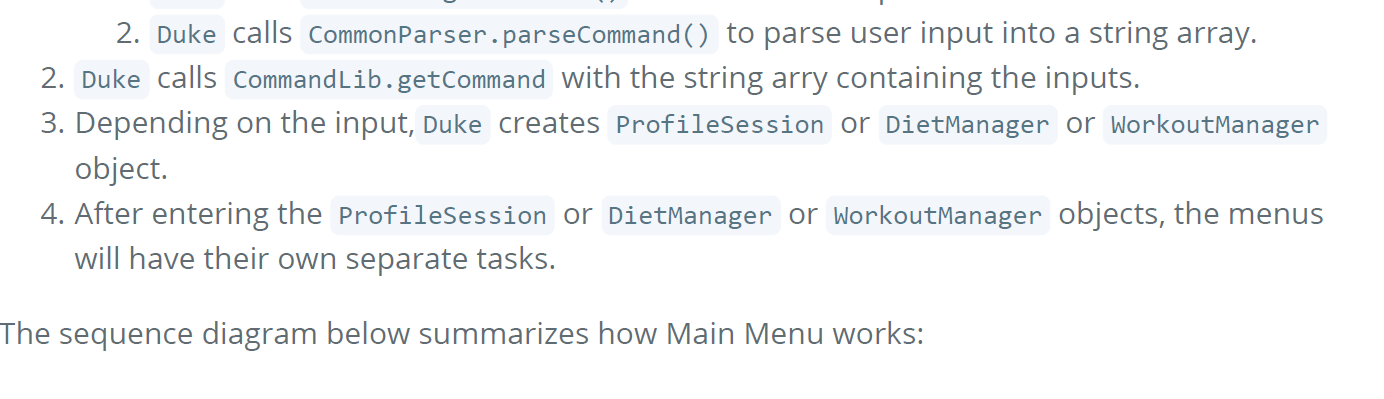 2. Duke calls CommonParser.parseCommand() to parse user input into a string array.
2. Duke calls CommandLib.getCommand with the string arry containing the inputs.
3. Depending on the input,Duke creates ProfileSession or DietManager or WorkoutManager
object.
4. After entering the ProfileSession or DietManager or WorkoutManager objects, the menus
will have their own separate tasks.
The sequence diagram below summarizes how Main Menu works: